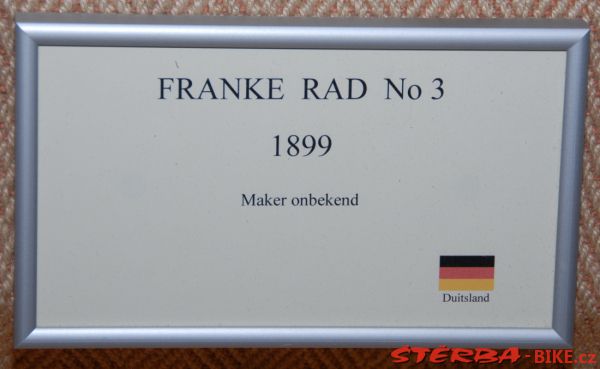 FRANKE RAD No 3
1899
Maker onbekend
Duitsland
STERBA-BIKE.cz